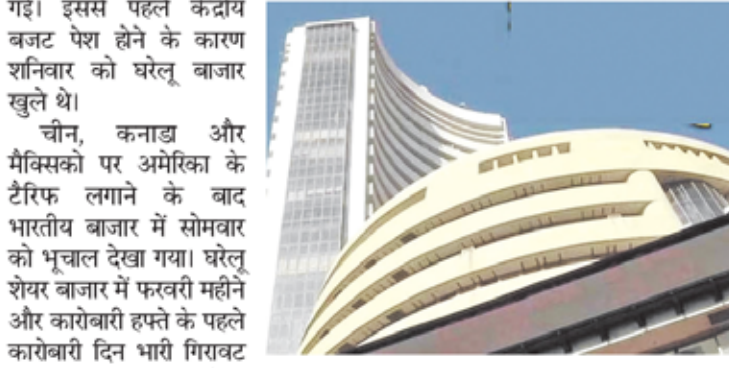 गई। इससे पहले केंद्रीय
बजट पेश होने के कारण
शनिवार को घरेलू बाजार
खुले थे।
चीन, कनाडा और
मैक्सिको पर अमेरिका के
टैरिफ लगाने के बाद
भारतीय बाजार में सोमवार
को भूचाल देखा गया। घरेलू
शेयर बाजार में फरवरी महीने
और कारोबारी हफ्ते के पहले
कारोबारी दिन भारी गिरावट